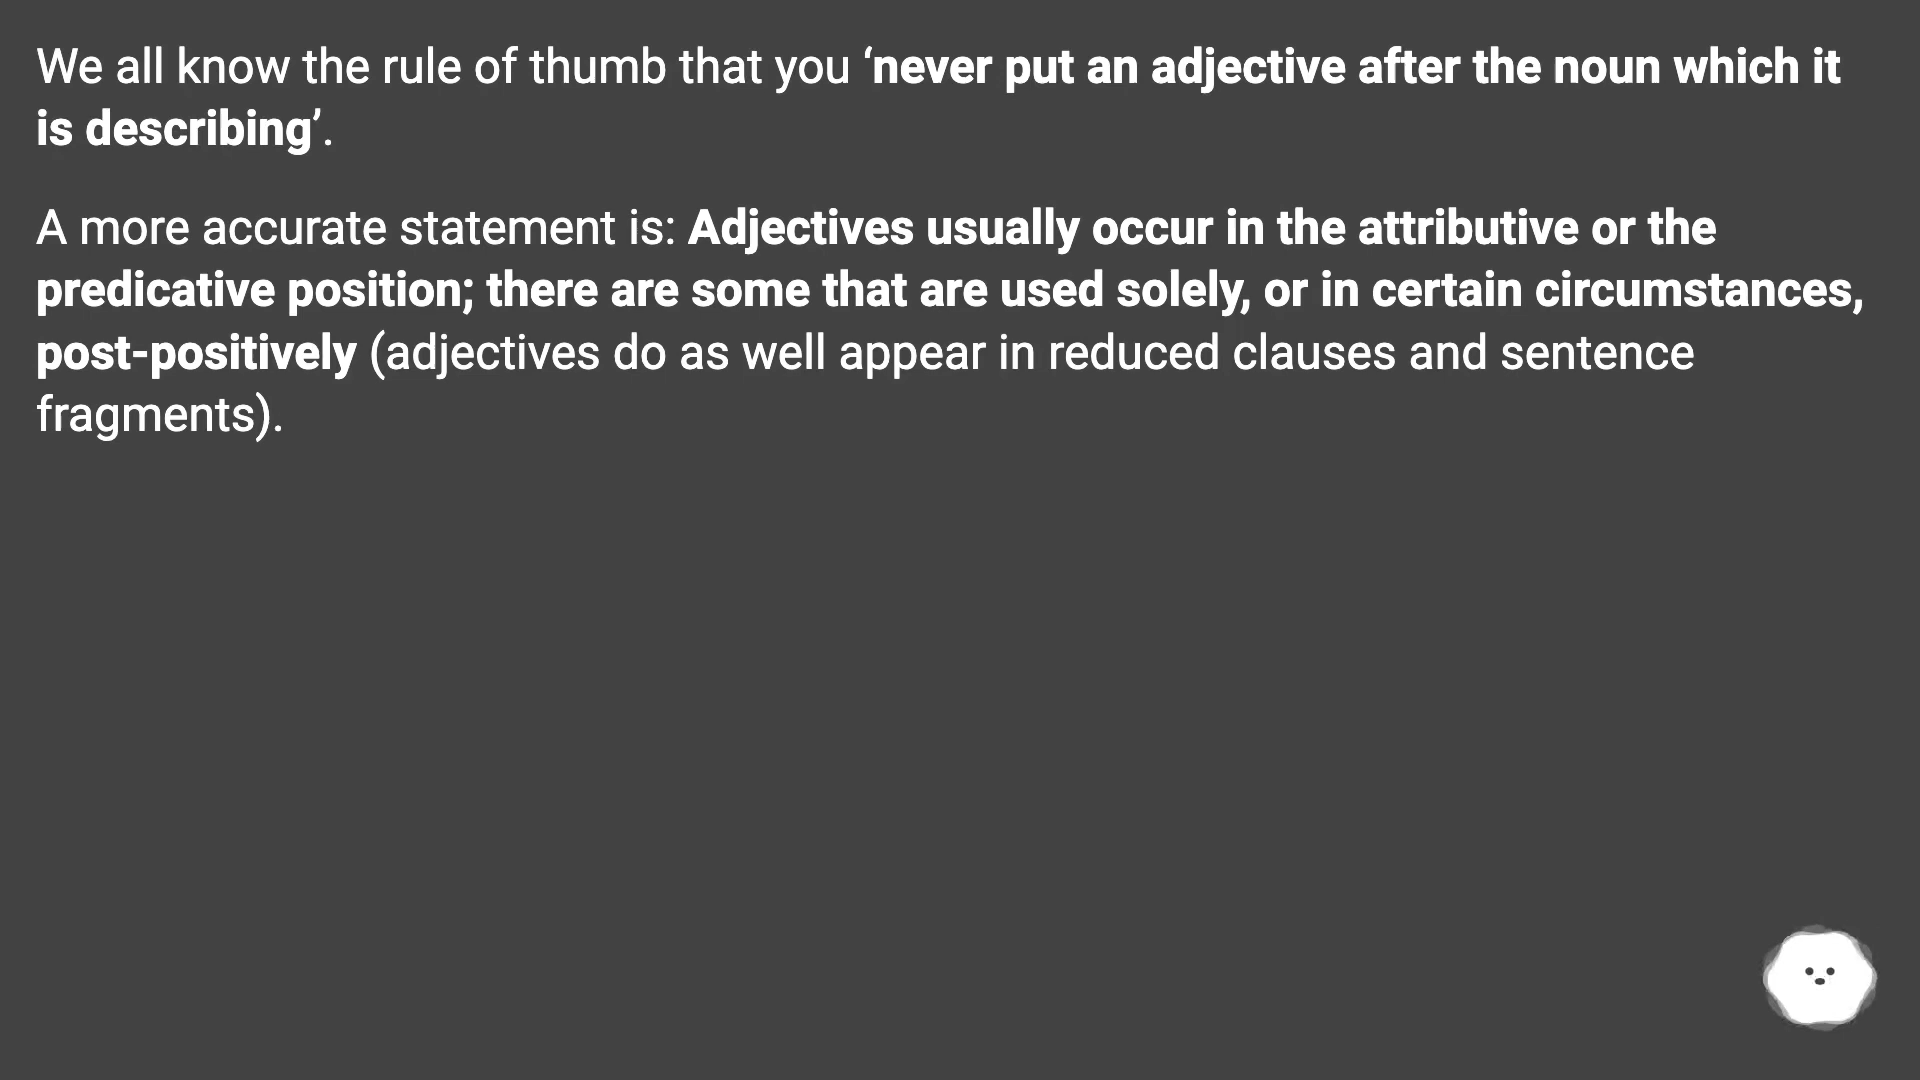 We all know the rule of thumb that you ‘never put an adjective after the noun which it
is describing’.
A more accurate statement is: Adjectives usually occur in the attributive or the
predicative position; there are some that are used solely, or in certain circumstances,
post-positively (adjectives do as well appear in reduced clauses and sentence
fragments).